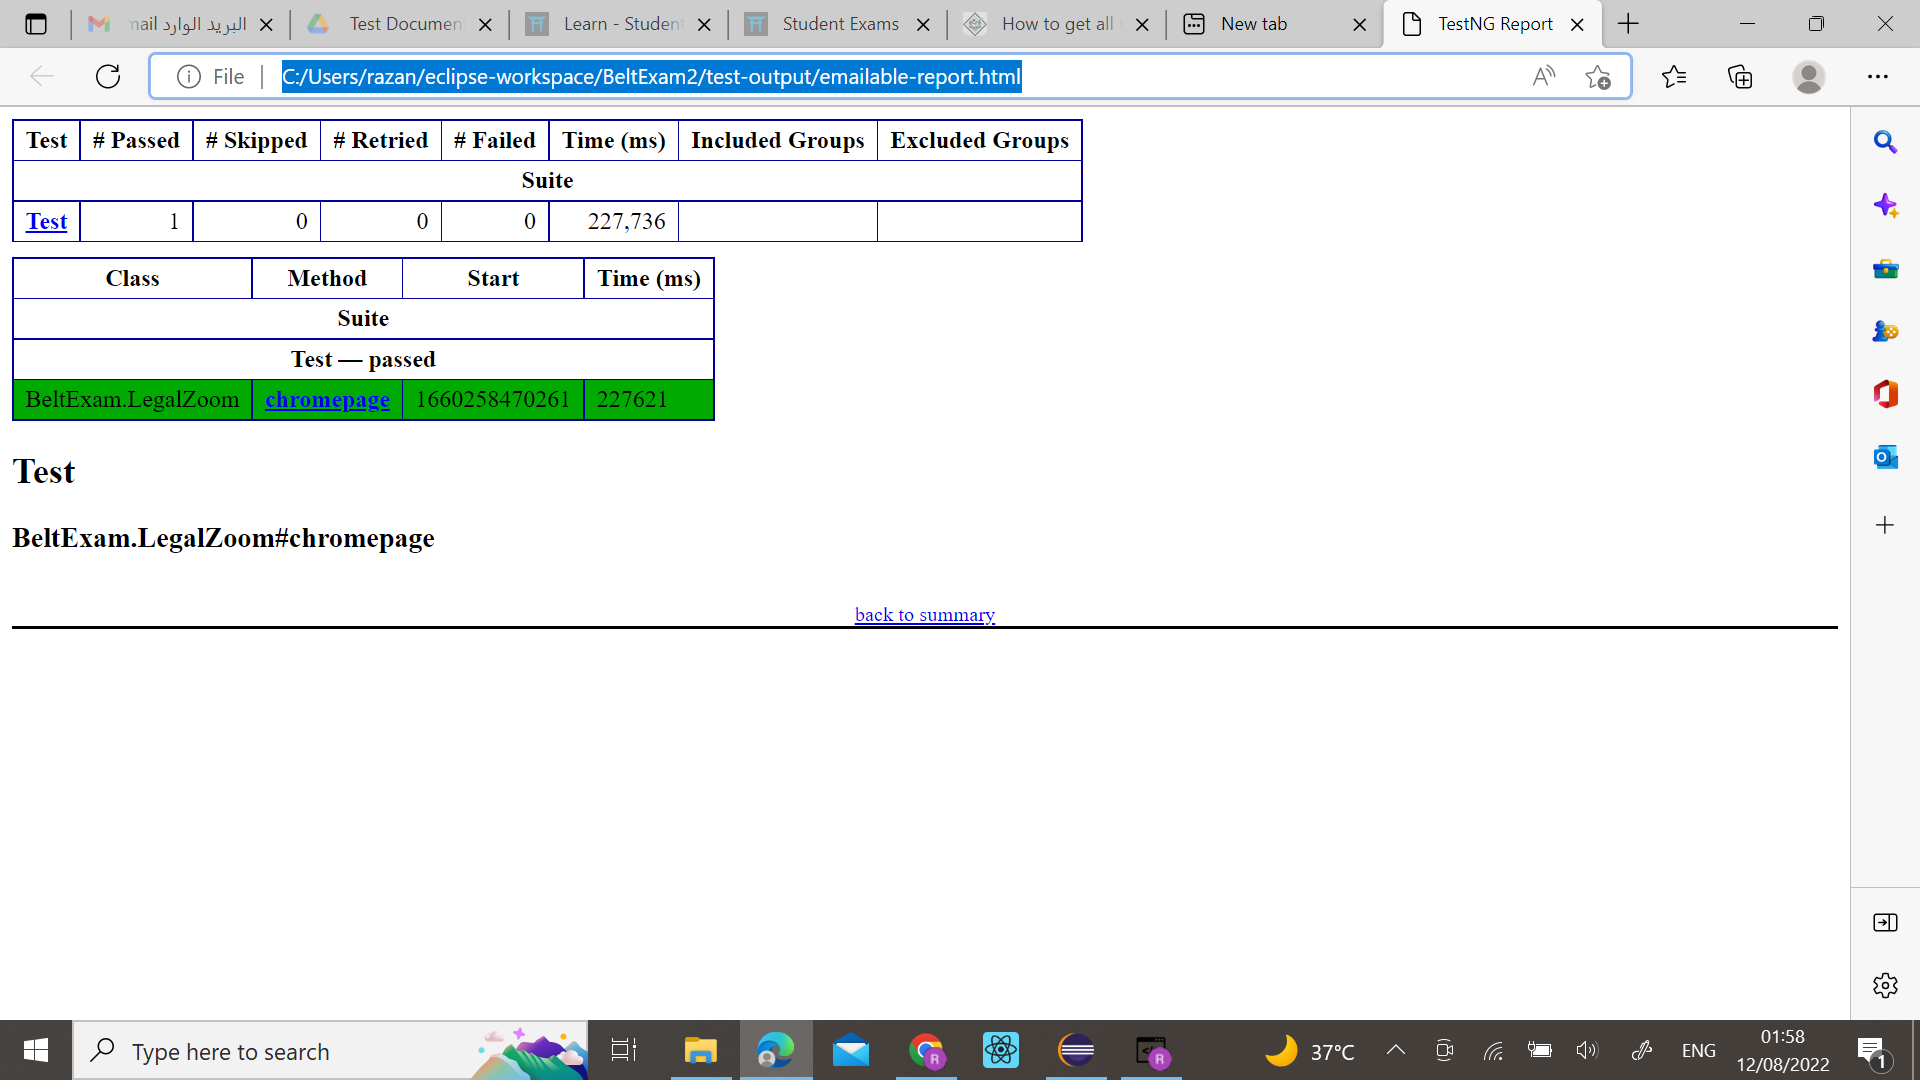 mail البريد الوارد
Test Documen
Learn - Studen
Student Exams
How to get all
New tab
TestNG Report
File
C:/Users/razan/eclipse-workspace/BeltExam2/test-output/emailable-report.html
Test # Passed # Skipped # Retried # Failed Time (ms) Included Groups Excluded Groups
Suite
Test 1 0 0 0 227,736
Class Method Start Time (ms)
Suite
Test — passed
BeltExam.LegalZoom chromepage 1660258470261 227621
Test
BeltExam.LegalZoom#chromepage
back to summary
Type here to search
37°C
ENG
01:58
12/08/2022
1